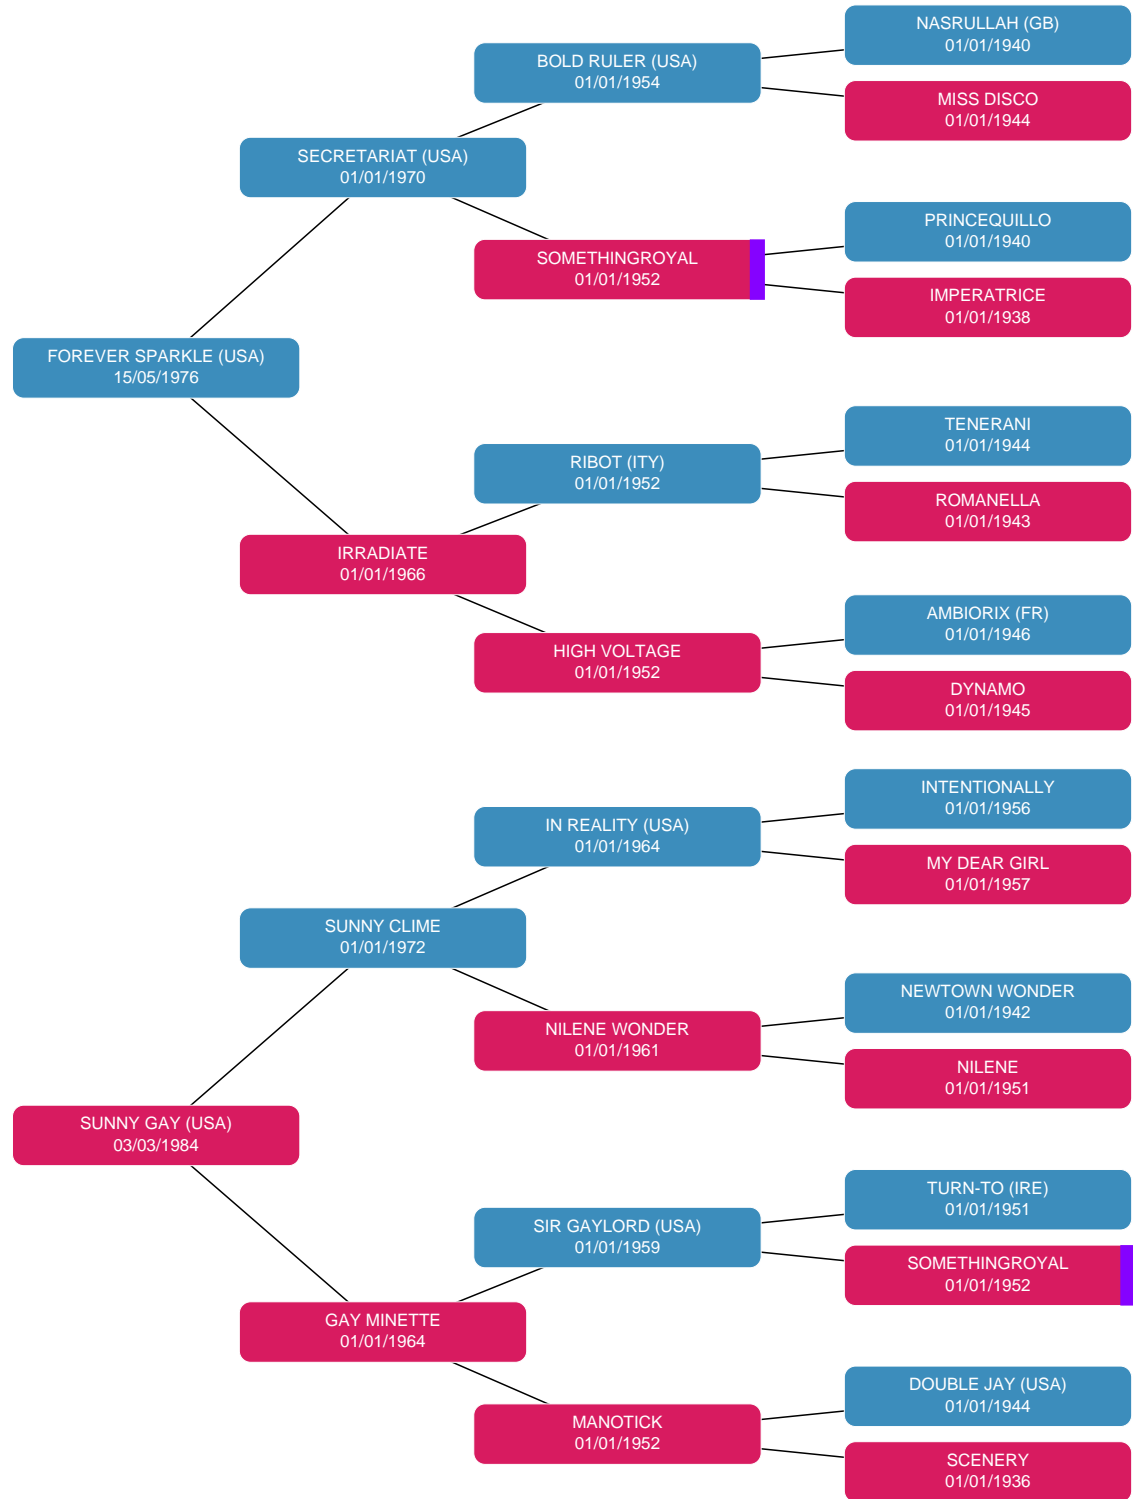 NASRULLAH (GB)
01/01/1940
BOLD RULER (USA)
01/01/1954
MISS DISCO
01/01/1944
SECRETARIAT (USA)
01/01/1970
PRINCEQUILLO
01/01/1940
SOMETHINGROYAL
01/01/1952
IMPERATRICE
01/01/1938
FOREVER SPARKLE (USA)
15/05/1976
TENERANI
01/01/1944
RIBOT (ITY)
01/01/1952
ROMANELLA
01/01/1943
IRRADIATE
01/01/1966
AMBIORIX (FR)
01/01/1946
HIGH VOLTAGE
01/01/1952
DYNAMO
01/01/1945
INTENTIONALLY
01/01/1956
IN REALITY (USA)
01/01/1964
MY DEAR GIRL
01/01/1957
SUNNY CLIME
01/01/1972
NEWTOWN WONDER
01/01/1942
NILENE WONDER
01/01/1961
NILENE
01/01/1951
SUNNY GAY (USA)
03/03/1984
TURN-TO (IRE)
01/01/1951
SIR GAYLORD (USA)
01/01/1959
SOMETHINGROYAL
01/01/1952
GAY MINETTE
01/01/1964
DOUBLE JAY (USA)
01/01/1944
MANOTICK
01/01/1952
SCENERY
01/01/1936